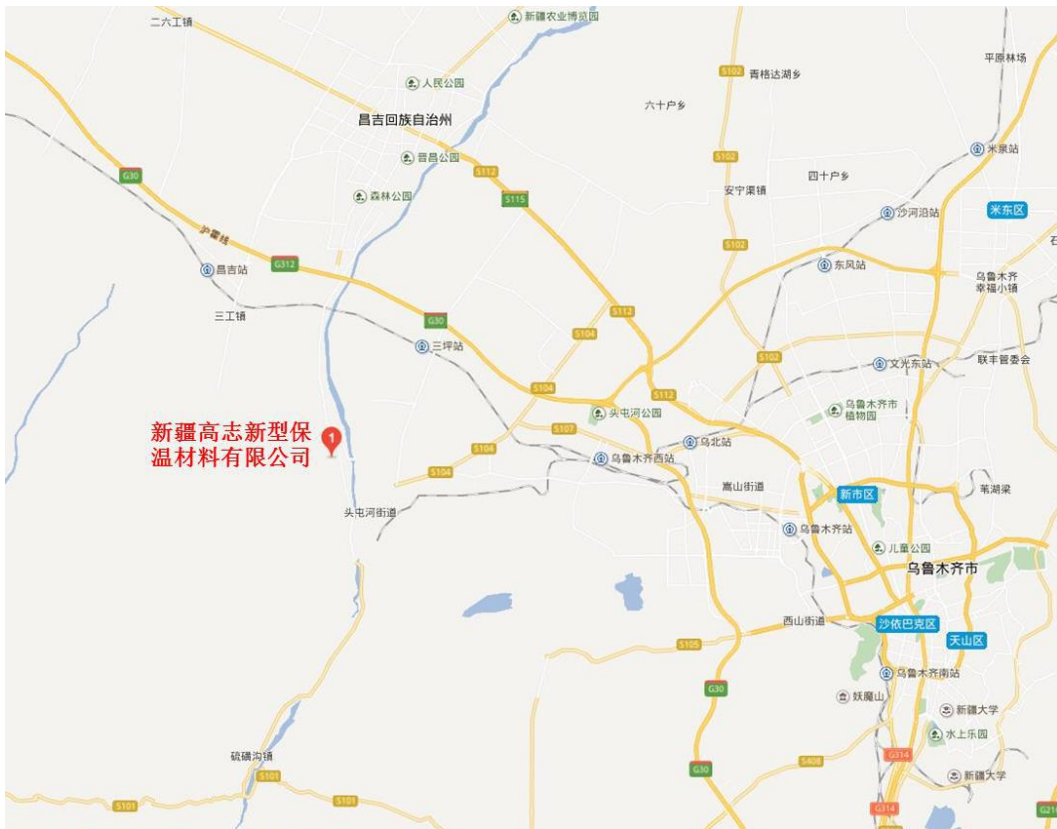 新疆农业博览园
二六工镇
平原林场
S102
青格达湖乡
人民公园
六十户乡
昌吉回族自治州
米泉站
晋昌公园
S102
S112
G30
四十户乡
安宁渠镇
森林公园
S115
沙河沿站
米东区
沪霍线
S102
石
昌吉站
G312
东风站
乌鲁木齐
幸福小镇
三工镇
S112
G30
S104
三坪站
S102
文光东站
联丰管委会
S104
S112
头屯河公园
乌鲁木齐市
植物园
新疆高志新型保
温材料有限公司
1
S107
乌北站
S104
乌鲁木齐西站
S104
嵩山街道
新市区
苇湖梁
头屯河街道
乌鲁木齐站
儿童公园
乌鲁木齐市
西山街道
沙依巴克区
S105
天山区
乌鲁木齐南站
G30
妖魔山
新疆大学
水上乐园
硫磺沟镇
G314
S408
G30
S101
新疆大学
S101
S101
G314
G216